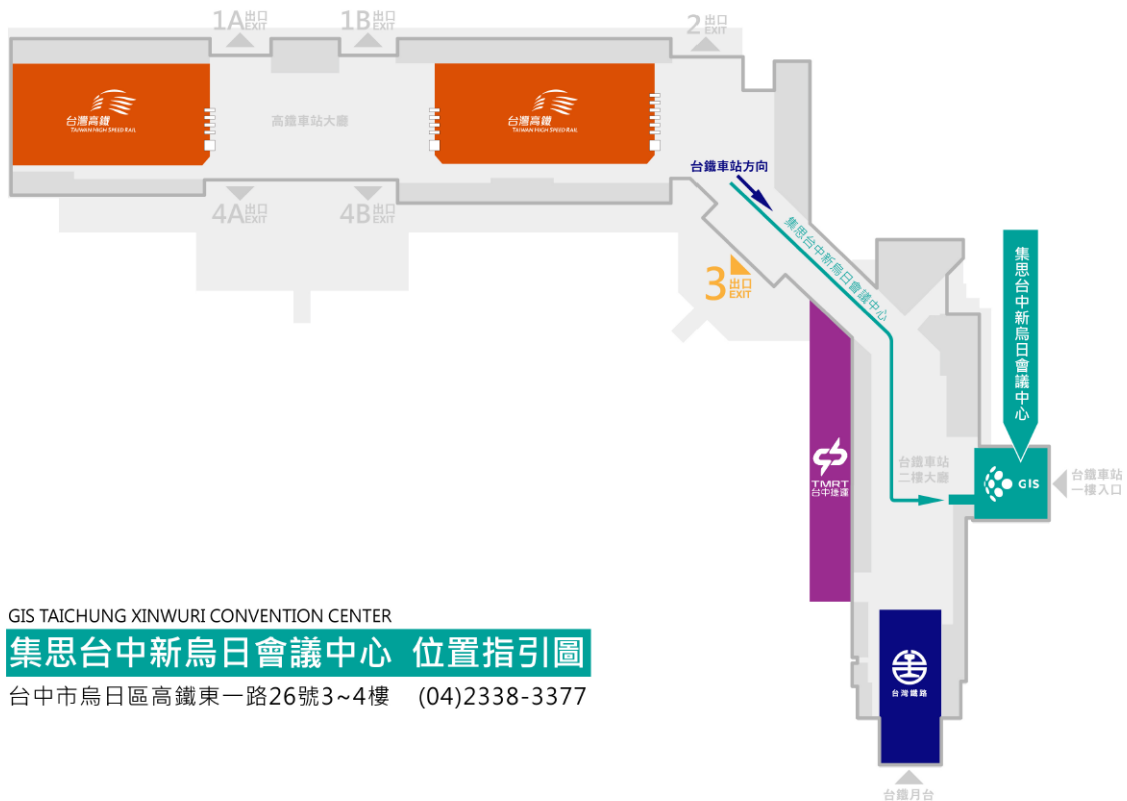 1A出口
EXIT
1B出口
EXIT
2出口
EXIT
台灣高鐵
TAIWAN HIGH SPEED RAIL
高鐵車站大廳
台灣高鐵
TAIWAN HIGH SPEED RAIL
台鐵車站方向
4A出口
EXIT
4B出口
EXIT
3出口
EXIT
集思台中新烏日會議中心
集思台中新烏日會議中心
TMRT
台中捷運
台鐵車站
二樓大廳
GIS
台鐵車站
一樓入口
GIS TAICHUNG XINWURI CONVENTION CENTER
集思台中新烏日會議中心 位置指引圖
台中市烏日區高鐵東一路26號3~4樓 (04)2338-3377
台灣鐵路
台鐵月台